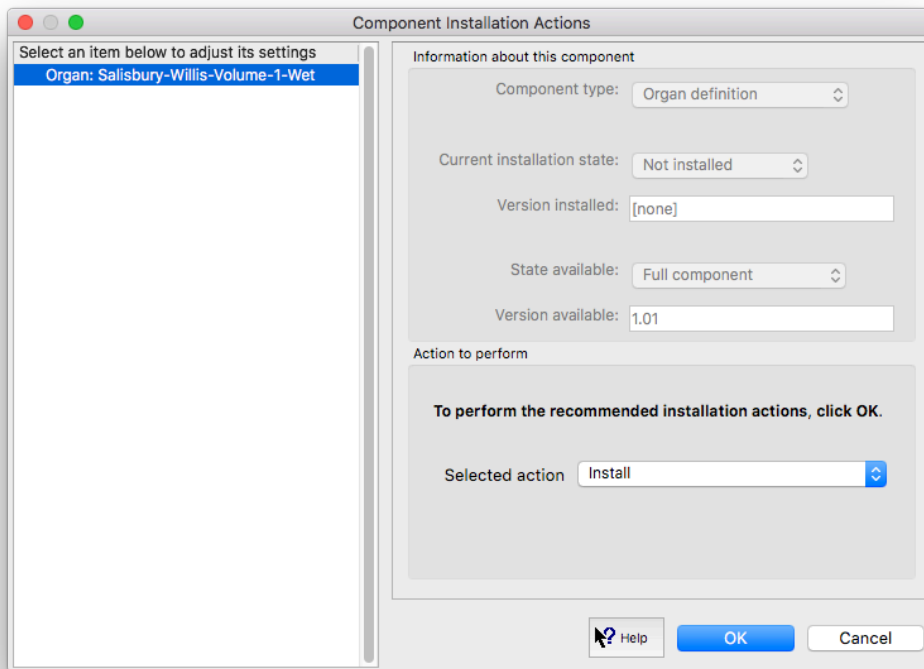 Component Installation Actions
Select an item below to adjust its settings
Organ: Salisbury-Willis-Volume-1-Wet
Information about this component
Component type: Organ definition
Current installation state: Not installed
Version installed: [none]
State available: Full component
Version available: 1.01
Action to perform
To perform the recommended installation actions, click OK.
Selected action Install
? Help OK Cancel